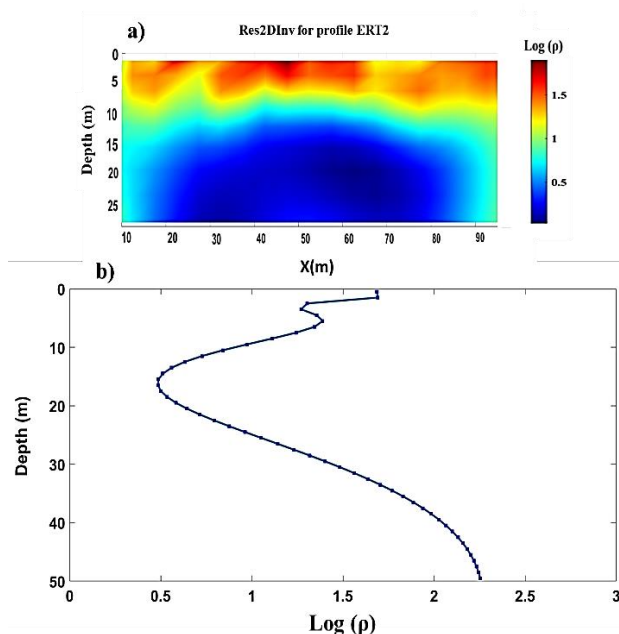 a)
Res2DInv for profile ERT2
Log (ρ)
0
5
10
15
20
25
Depth (m)
10 20 30 40 50 60 70 80 90
X(m)
1.5
1
0.5
b)
0
10
20
30
40
50
Depth (m)
0 0.5 1 1.5 2 2.5 3
Log (ρ)